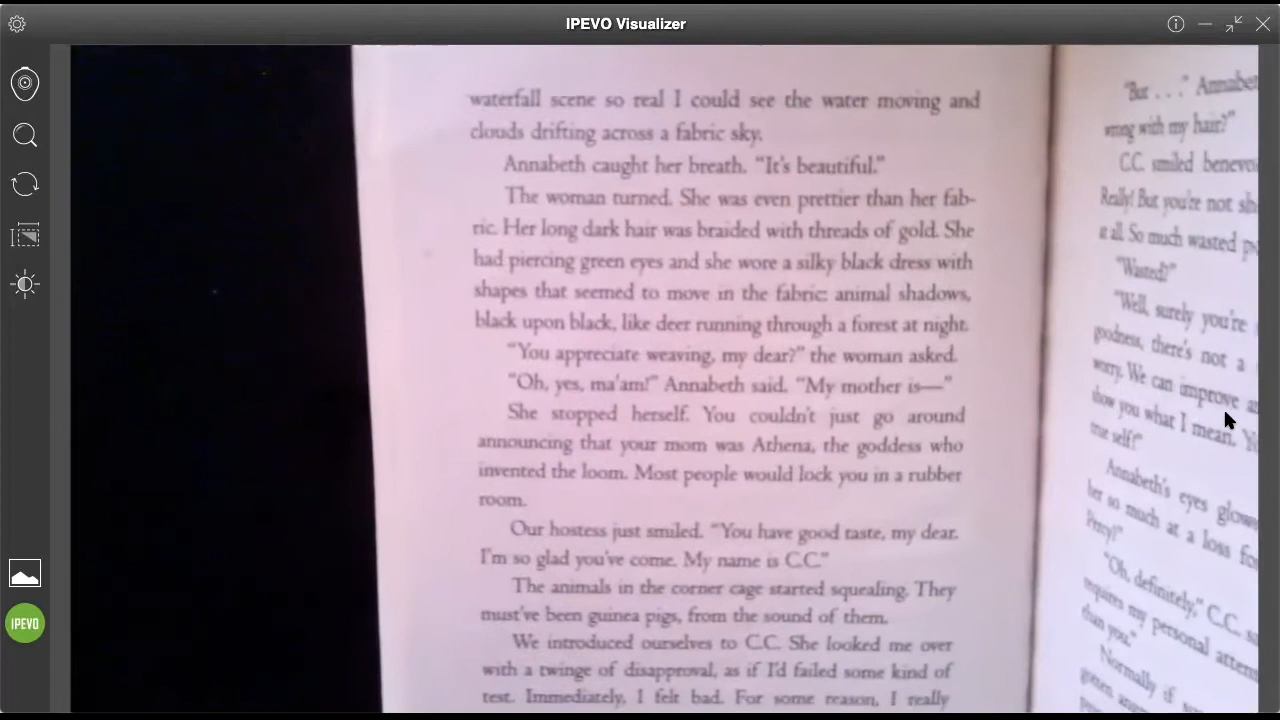 IPEVO Visualizer
waterfall scene so real I could see the water moving and
clouds drifting across a fabric sky.
Annabeth caught her breath. “It’s beautiful.”
The woman turned. She was even prettier than her fab-
ric. Her long dark hair was braided with threads of gold. She
had piercing green eyes and she wore a silky black dress with
shapes that seemed to move in the fabric: animal shadows,
black upon black, like deer running through a forest at night.
“You appreciate weaving, my dear?” the woman asked.
“Oh, yes, ma’am!” Annabeth said. “My mother is—”
She stopped herself. You couldn’t just go around
announcing that your mom was Athena, the goddess who
invented the loom. Most people would lock you in a rubber
room.
Our hostess just smiled. “You have good taste, my dear.
I’m so glad you’ve come. My name is C.C.”
The animals in the corner cage started squealing. They
must’ve been guinea pigs, from the sound of them.
We introduced ourselves to C.C. She looked me over
with a twinge of disapproval, as if I’d failed some kind of
test. Immediately, I felt bad. For some reason, I really
“But . . .” Annabet
wrong with my hair?”
C.C. smiled benevo
Really! But you’re not sh
at all. So much wasted p
“Wasted?”
“Well, surely you’re
goodness, there’s not a
worry. We can improve an
show you what I mean. Yo
true self!”
Annabeth’s eyes glowe
her so much at a loss fo
Percy?”
“Oh, definitely,” C.C. sa
requires my personal attent
than you.”
Normally if
IPEVO